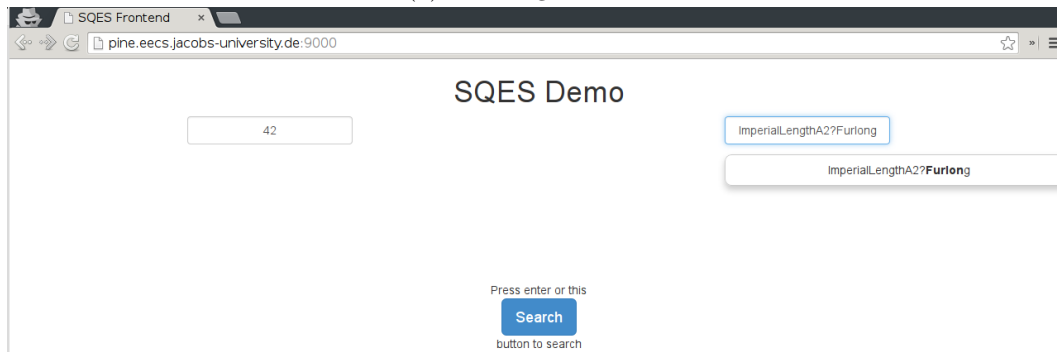 SQES Frontend ×
pine.eecs.jacobs-university.de:9000 »
SQES Demo
42 ImperialLengthA2?Furlong
ImperialLengthA2?Furlong
Press enter or this
Search
button to search